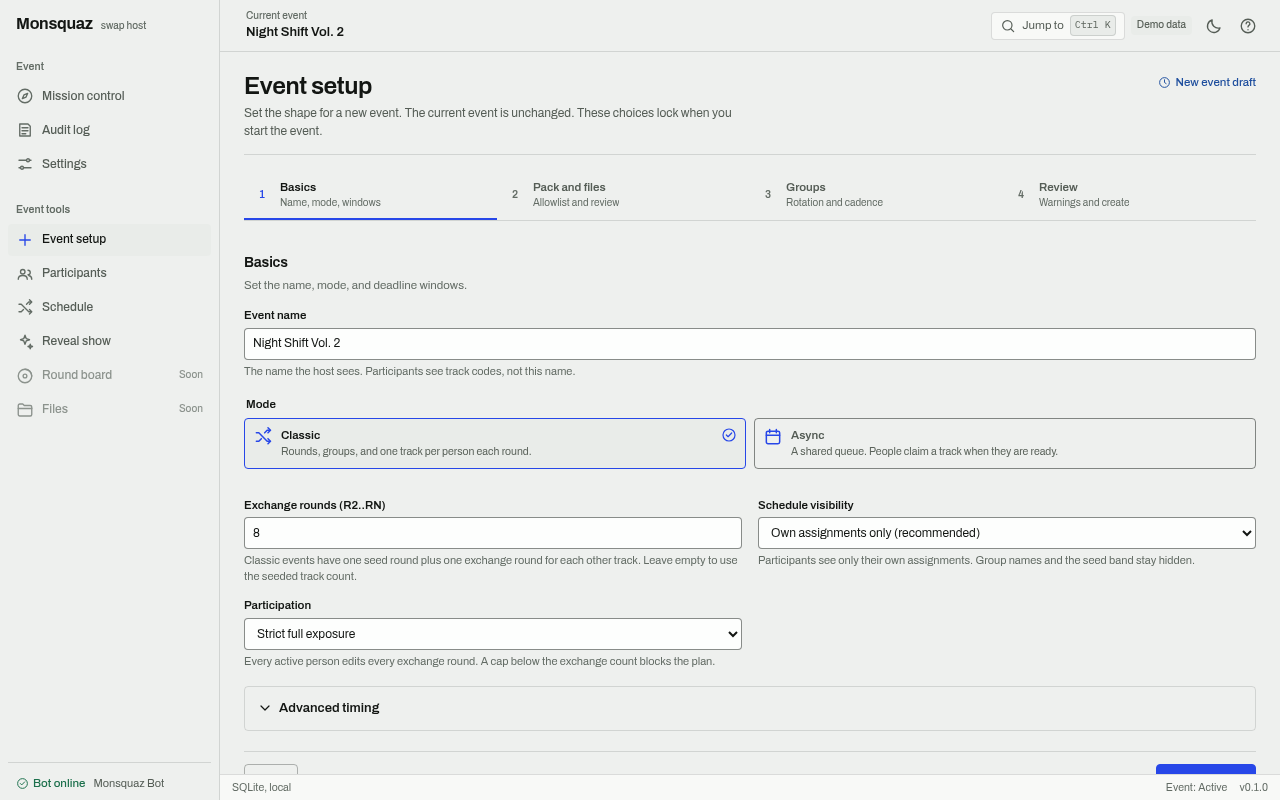 Monsquaz swap host
Event
Mission control
Audit log
Settings
Event tools
Event setup
Participants
Schedule
Reveal show
Round board Soon
Files Soon
Bot online Monsquaz Bot
Current event
Night Shift Vol. 2
Jump to Ctrl K
Demo data
Event setup
New event draft
Set the shape for a new event. The current event is unchanged. These choices lock when you
start the event.
1 Basics
Name, mode, windows
2 Pack and files
Allowlist and review
3 Groups
Rotation and cadence
4 Review
Warnings and create
Basics
Set the name, mode, and deadline windows.
Event name
Night Shift Vol. 2
The name the host sees. Participants see track codes, not this name.
Mode
Classic
Rounds, groups, and one track per person each round.
Async
A shared queue. People claim a track when they are ready.
Exchange rounds (R2..RN)
8
Classic events have one seed round plus one exchange round for each other track. Leave empty to use
the seeded track count.
Schedule visibility
Own assignments only (recommended)
Participants see only their own assignments. Group names and the seed band stay hidden.
Participation
Strict full exposure
Every active person edits every exchange round. A cap below the exchange count blocks the plan.
Advanced timing
SQLite, local
Event: Active v0.1.0